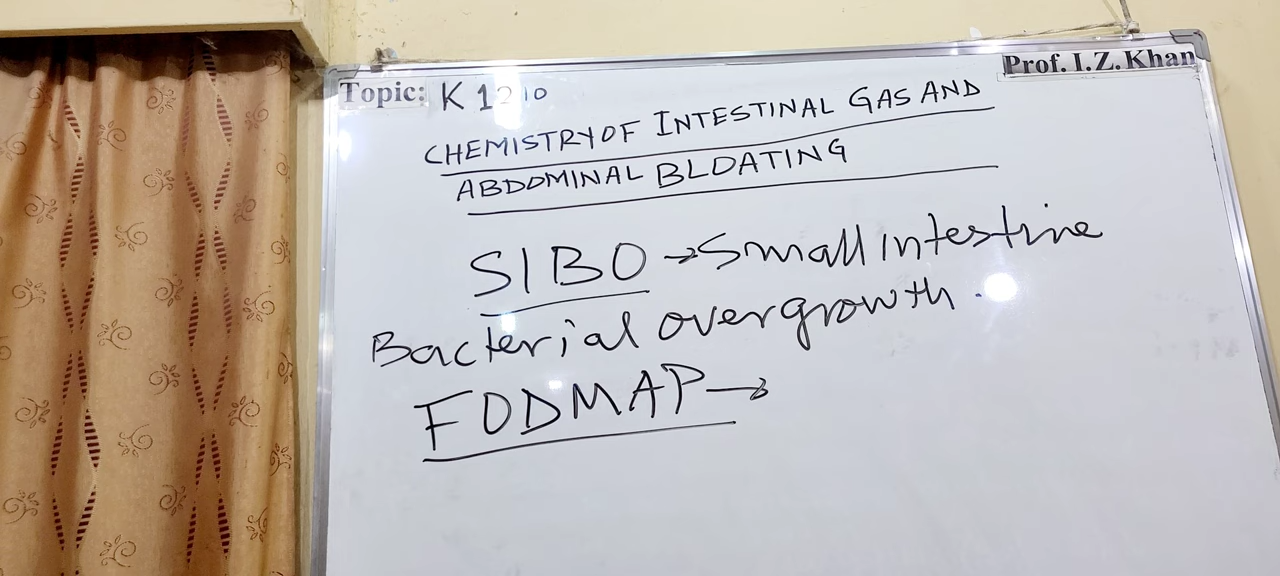 Prof. I.Z. Khan
Topic: K 1210
CHEMISTRY OF INTESTINAL GAS AND
ABDOMINAL BLOATING
SIBO → Small intestine
Bacterial overgrowth.
FODMAP →